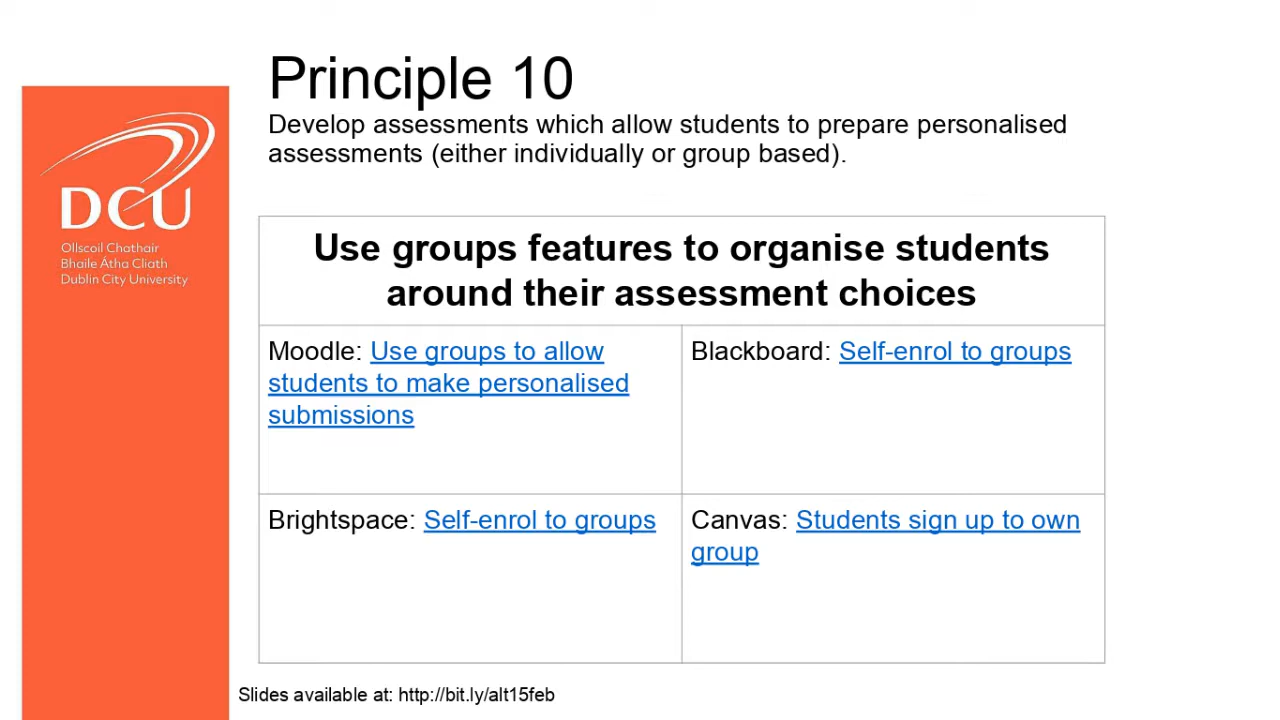 Principle 10
Develop assessments which allow students to prepare personalised
assessments (either individually or group based).
DCU
Ollscoil Chathair
Bhaile Átha Cliath
Dublin City University
Use groups features to organise students
around their assessment choices
Moodle: Use groups to allow
students to make personalised
submissions
Blackboard: Self-enrol to groups
Brightspace: Self-enrol to groups
Canvas: Students sign up to own
group
Slides available at: http://bit.ly/alt15feb